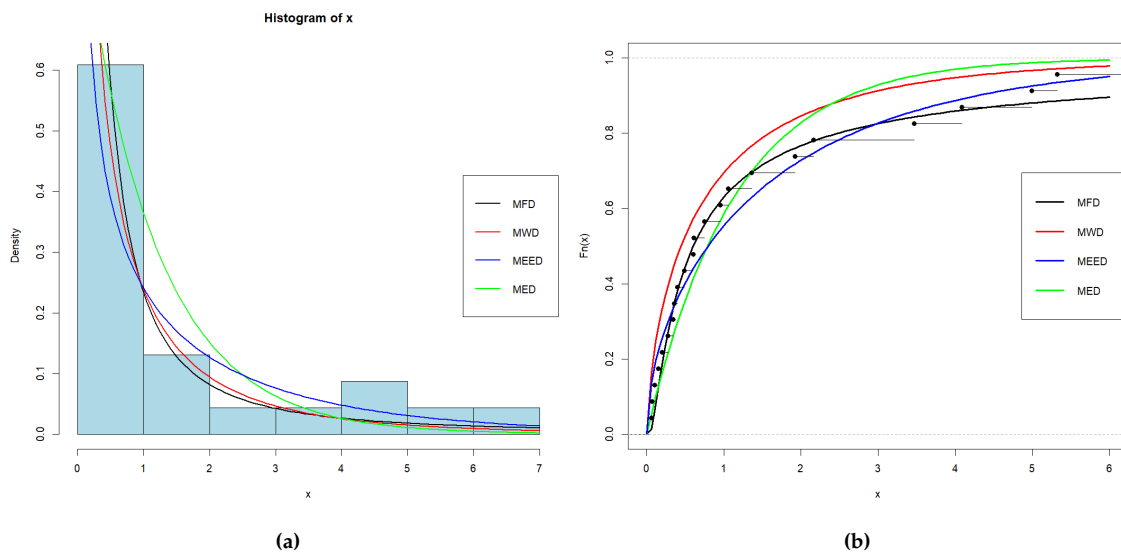 Histogram of x
Density
0.0 0.1 0.2 0.3 0.4 0.5 0.6
MFD
MWD
MEED
MED
0 1 2 3 4 5 6 7
x
(a)
Fn(x)
0.0 0.2 0.4 0.6 0.8 1.0
MFD
MWD
MEED
MED
0 1 2 3 4 5 6
x
(b)